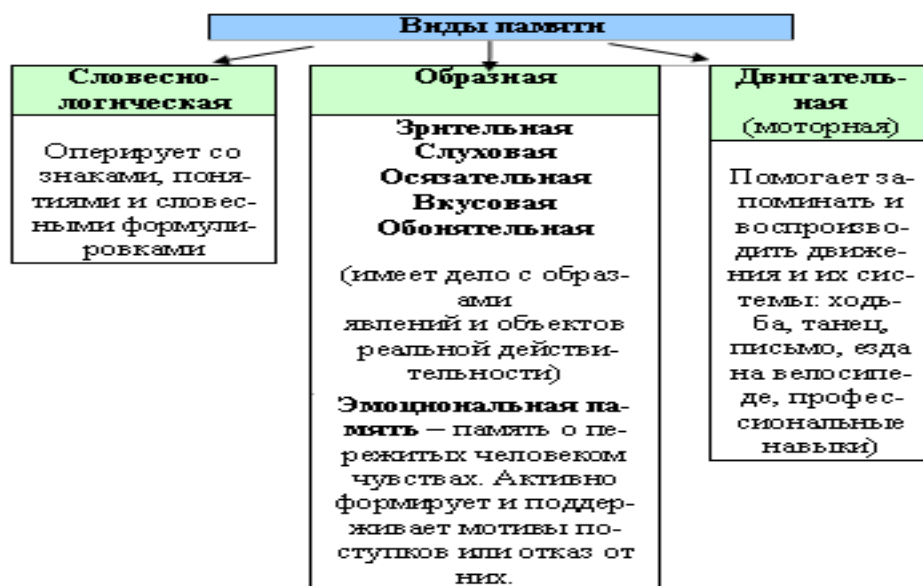 Виды памяти
Словесно-
логическая
Оперирует со
знаками, поня-
тиями и словес-
ными формули-
ровками
Образная
Зрительная
Слуховая
Осязательная
Вкусовая
Обонятельная
(имеет дело с образ-
ами
явлений и объектов
реальной действи-
тельности)
Эмоциональная па-
мять – память о пе-
режитых человеком
чувствах. Активно
формирует и поддер-
живает мотивы по-
ступков или отказ от
них.
Двигатель-
ная
(моторная)
Помогает за-
поминать и
воспроизво-
дить движе-
ния и их сис-
темы: ходь-
ба, танец,
письмо, езда
на велосипе-
де, профес-
сиональные
навыки)